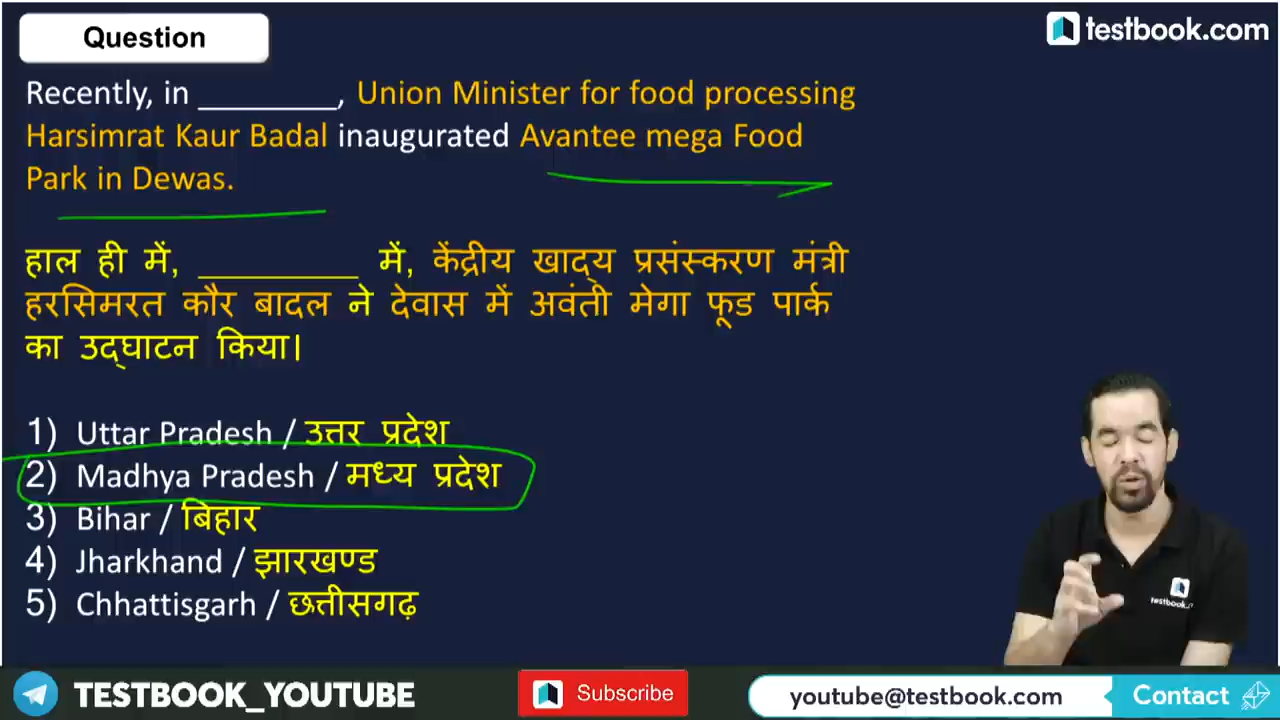 Question
testbook.com
Recently, in ________, Union Minister for food processing
Harsimrat Kaur Badal inaugurated Avantee mega Food
Park in Dewas.
हाल ही में, _________ में, केंद्रीय खाद्य प्रसंस्करण मंत्री
हरसिमरत कौर बादल ने देवास में अवंती मेगा फूड पार्क
का उद्घाटन किया।
1) Uttar Pradesh / उत्तर प्रदेश
2) Madhya Pradesh / मध्य प्रदेश
3) Bihar / बिहार
4) Jharkhand / झारखण्ड
5) Chhattisgarh / छत्तीसगढ़
TESTBOOK_YOUTUBE
Subscribe
youtube@testbook.com
Contact